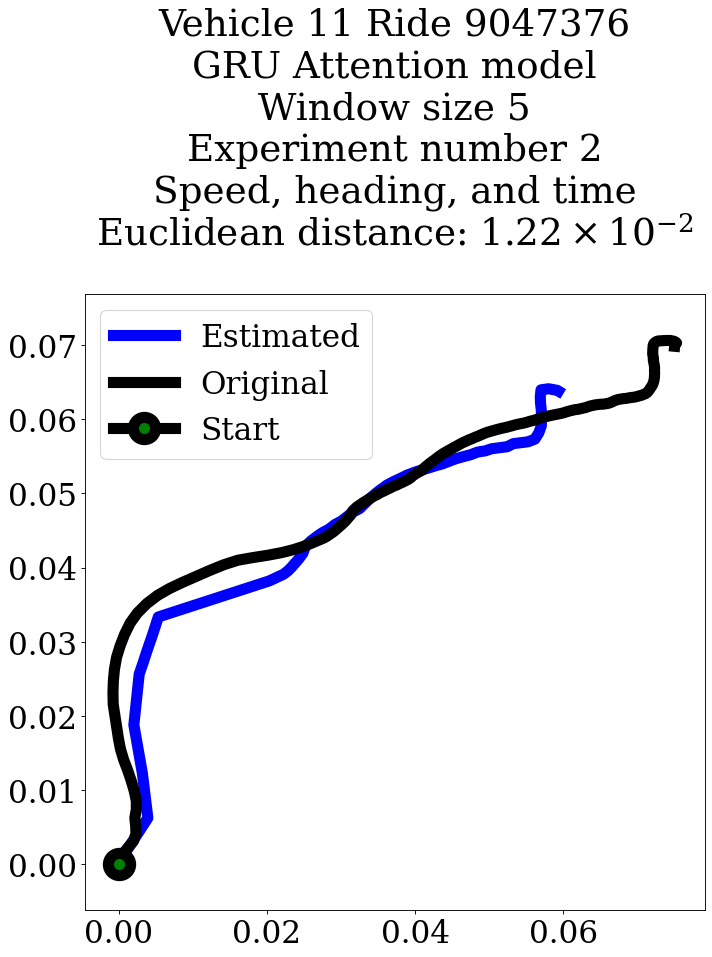 Vehicle 11 Ride 9047376
GRU Attention model
Window size 5
Experiment number 2
Speed, heading, and time
Euclidean distance: 1.22 × 10⁻²
Estimated
Original
Start
0.07
0.06
0.05
0.04
0.03
0.02
0.01
0.00
0.00 0.02 0.04 0.06